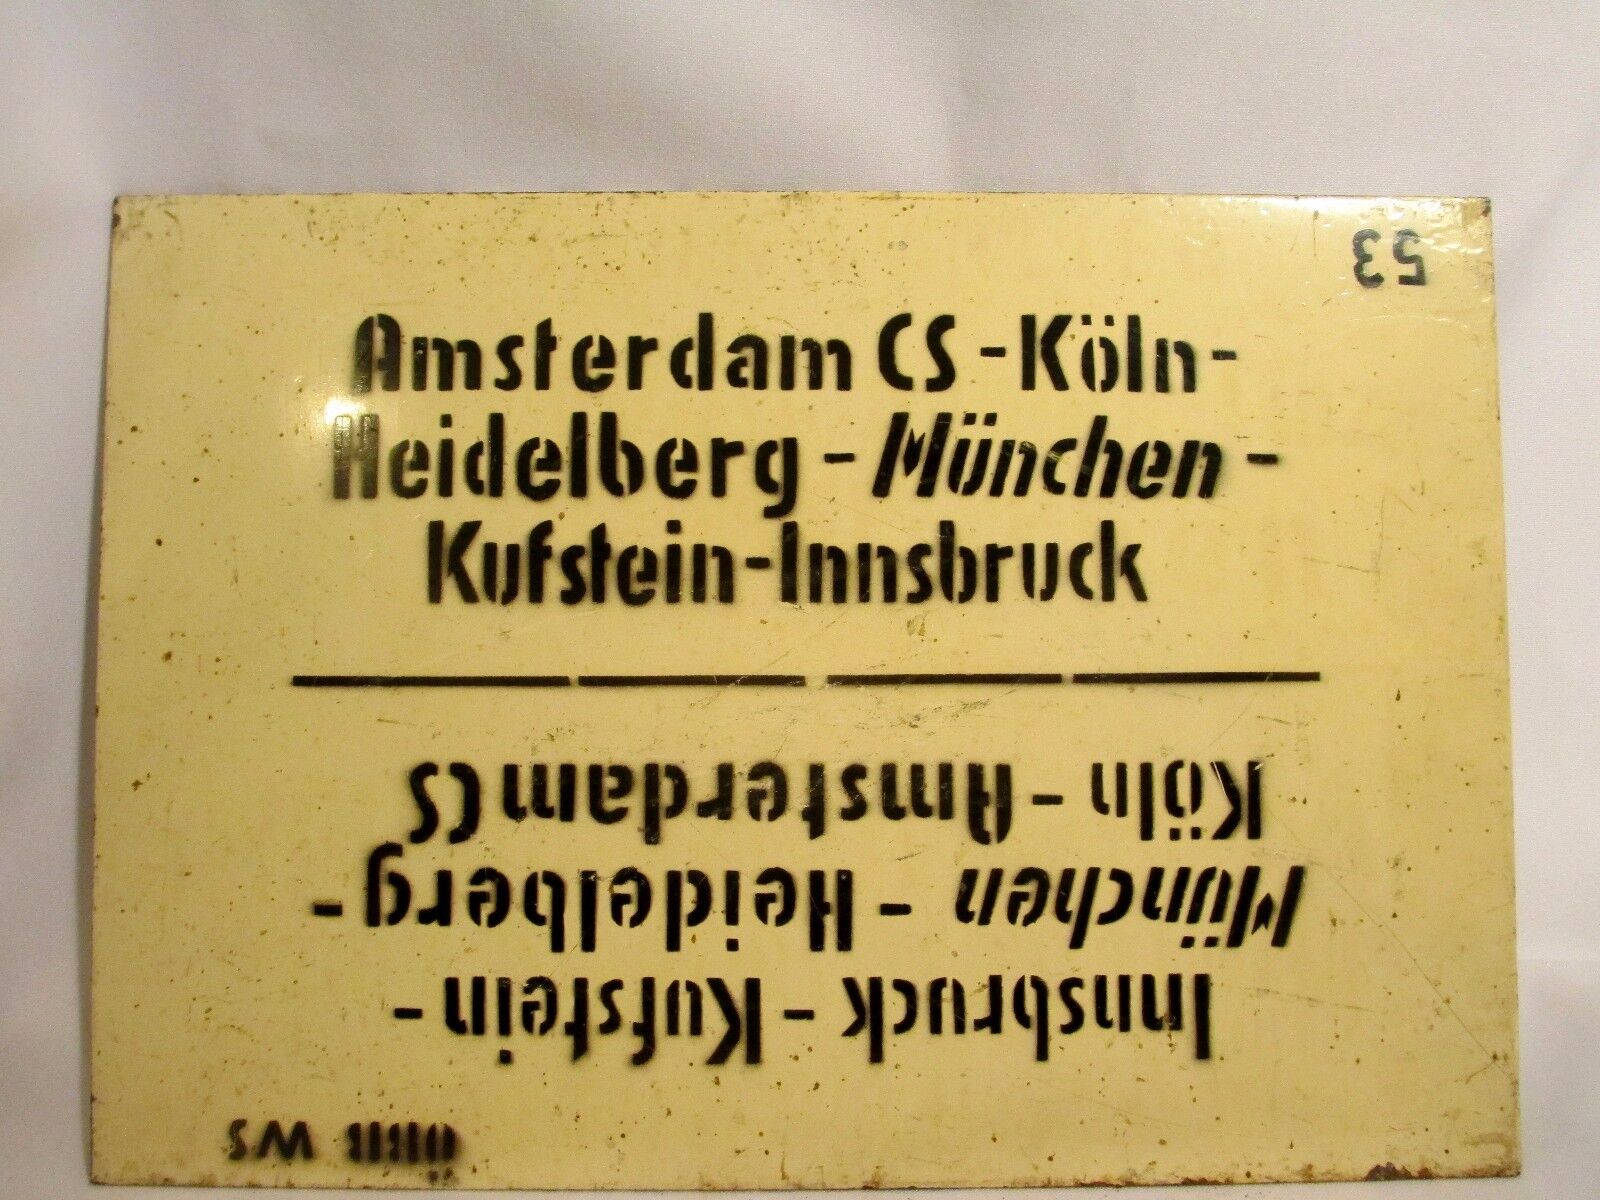 53
Amsterdam CS - Köln -
Heidelberg - München -
Kufstein - Innsbruck
Innsbruck - Kufstein -
München - Heidelberg -
Köln - Amsterdam CS
ÖBB WS